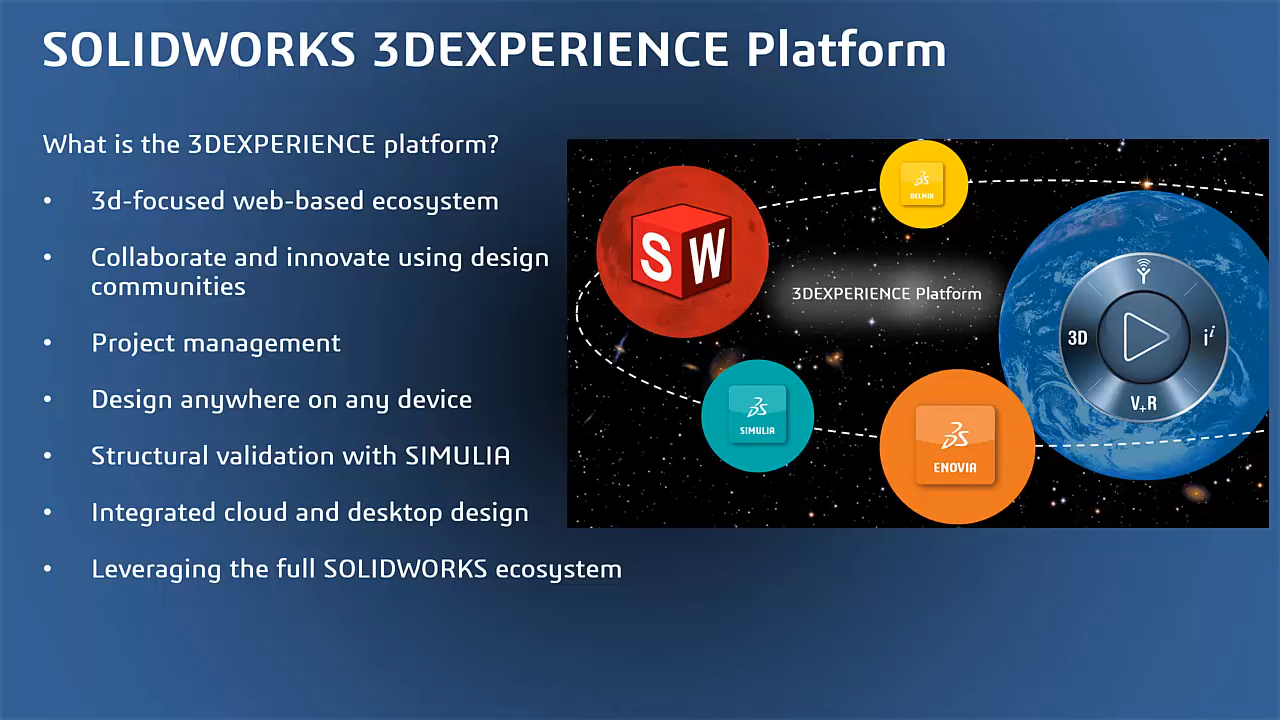 SOLIDWORKS 3DEXPERIENCE Platform
What is the 3DEXPERIENCE platform?
• 3d-focused web-based ecosystem
• Collaborate and innovate using design
communities
• Project management
• Design anywhere on any device
• Structural validation with SIMULIA
• Integrated cloud and desktop design
• Leveraging the full SOLIDWORKS ecosystem
DELMIA
SW
3DEXPERIENCE Platform
3D
i
V+R
SIMULIA
ENOVIA